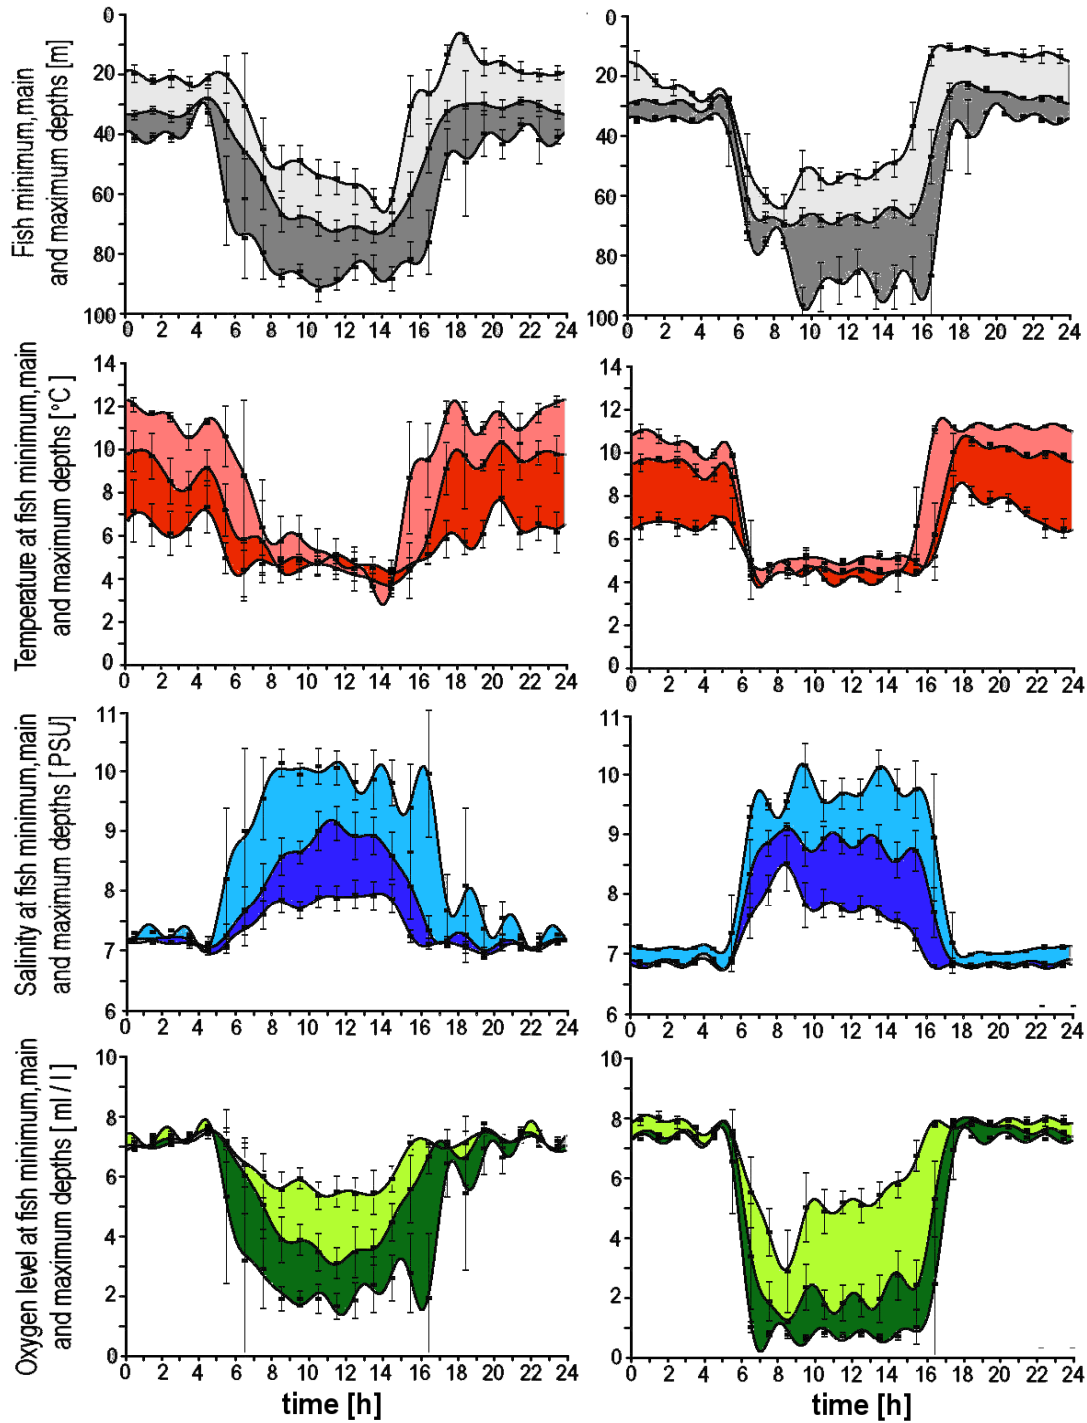 Fish minimum,main
and maximum depths [m]
0
20
40
60
80
100
0 2 4 6 8 10 12 14 16 18 20 22 24
0
20
40
60
80
100
0 2 4 6 8 10 12 14 16 18 20 22 24
Temperature at fish minimum,main
and maximum depths [°C]
14
12
10
8
6
4
2
0
0 2 4 6 8 10 12 14 16 18 20 22 24
14
12
10
8
6
4
2
0
0 2 4 6 8 10 12 14 16 18 20 22 24
Salinity at fish minimum,main
and maximum depths [ PSU]
11
10
9
8
7
6
0 2 4 6 8 10 12 14 16 18 20 22 24
11
10
9
8
7
6
0 2 4 6 8 10 12 14 16 18 20 22 24
Oxygen level at fish minimum,main
and maximum depths [ ml / l ]
10
8
6
4
2
0
0 2 4 6 8 10 12 14 16 18 20 22 24
time [h]
10
8
6
4
2
0
0 2 4 6 8 10 12 14 16 18 20 22 24
time [h]